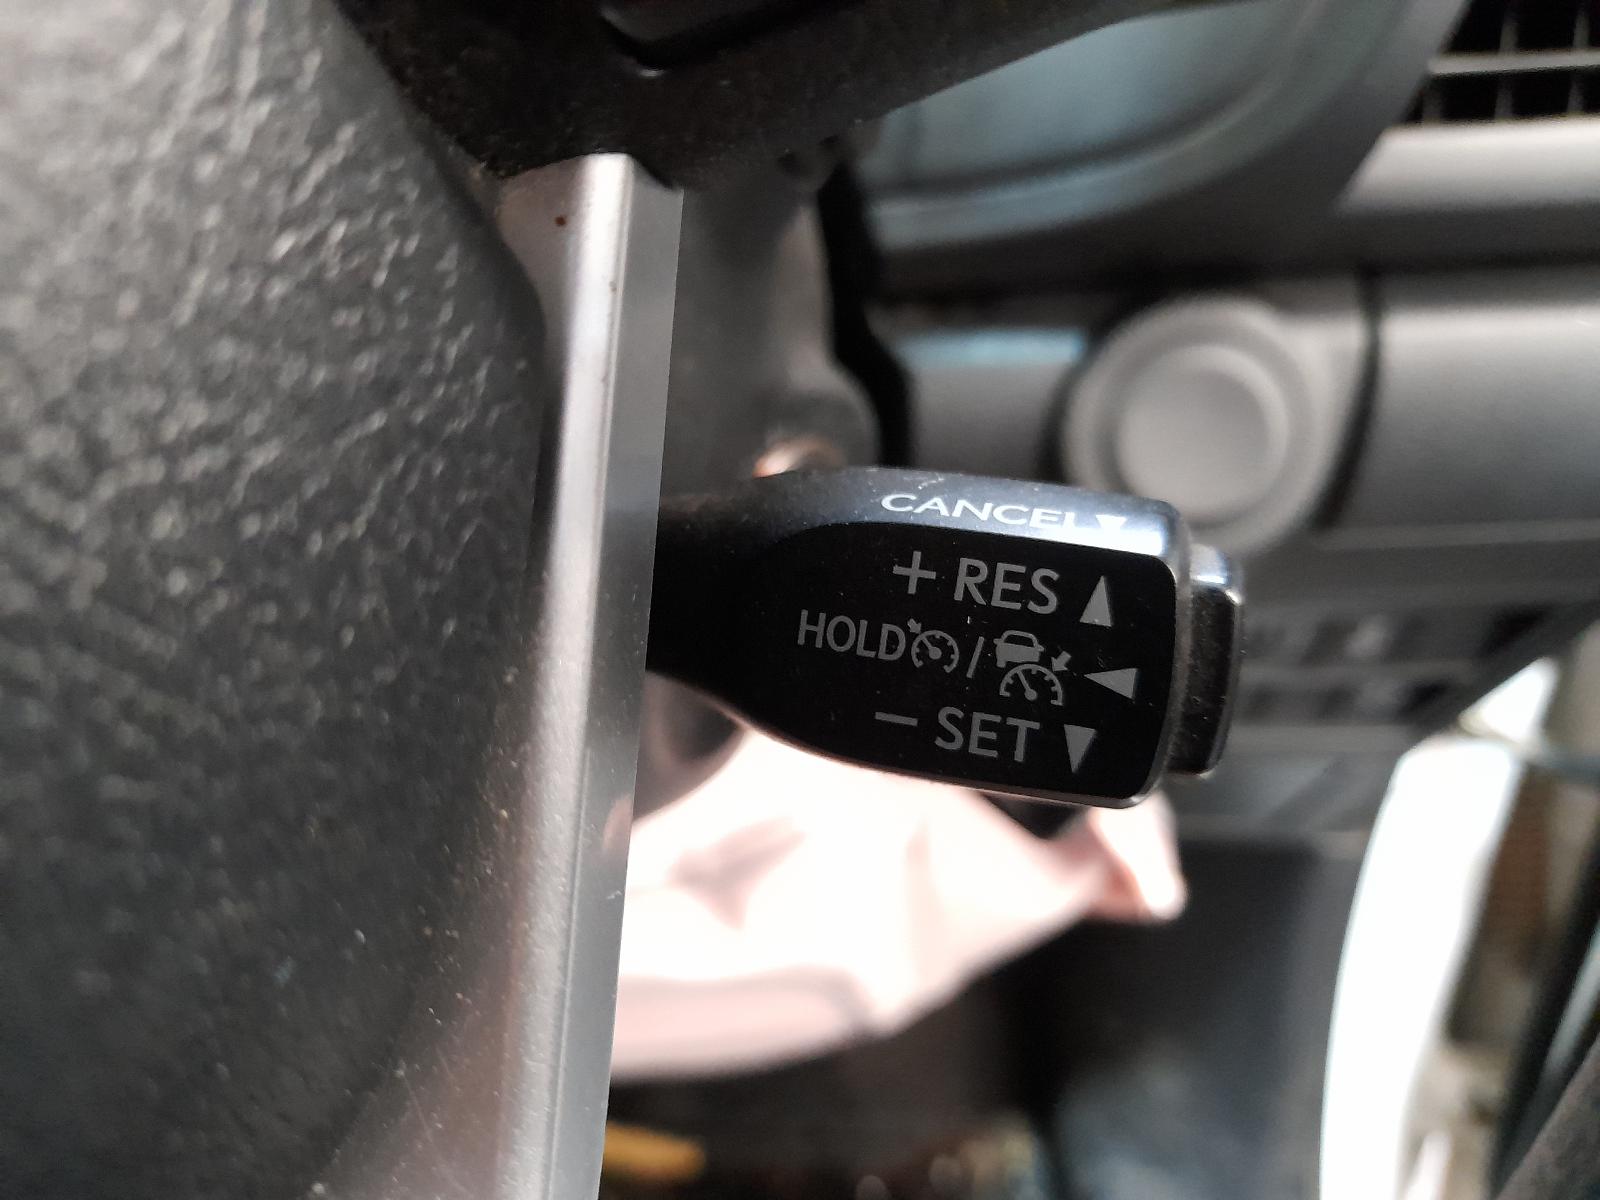 CANCEL
+ RES
HOLD /
− SET